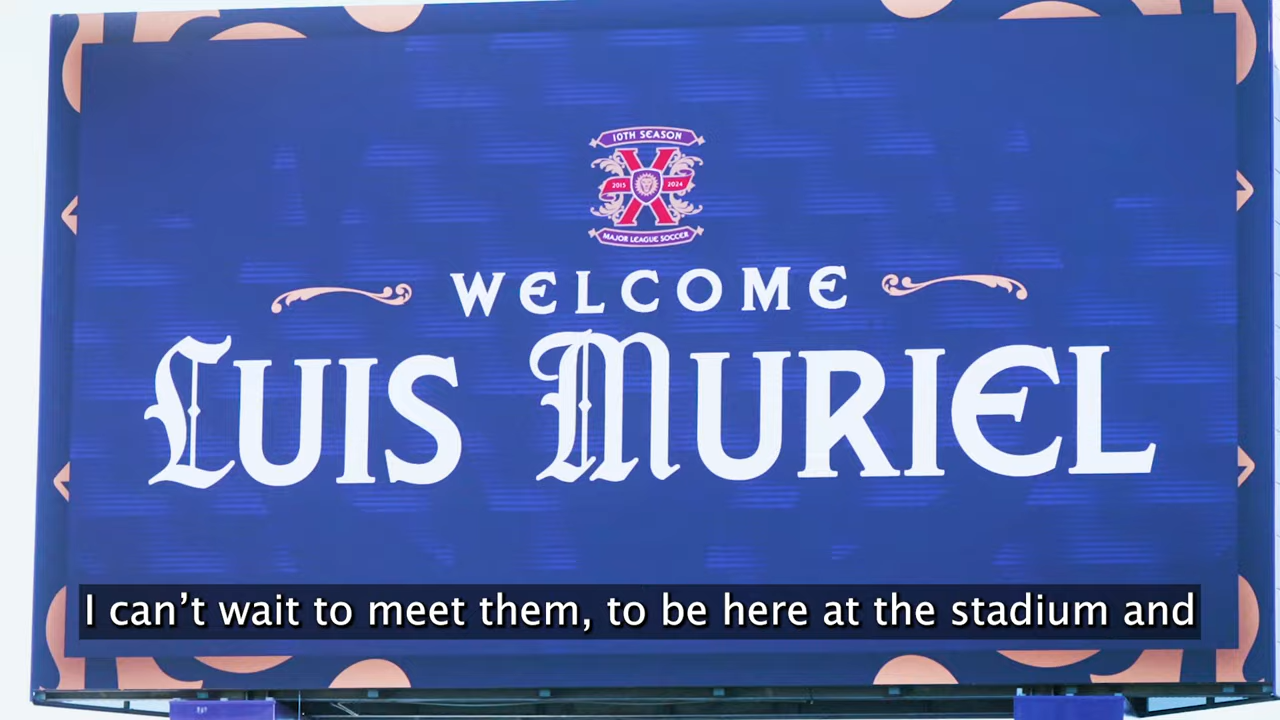 10TH SEASON
2015 2024
MAJOR LEAGUE SOCCER
WELCOME
LUIS MURIEL
I can't wait to meet them, to be here at the stadium and